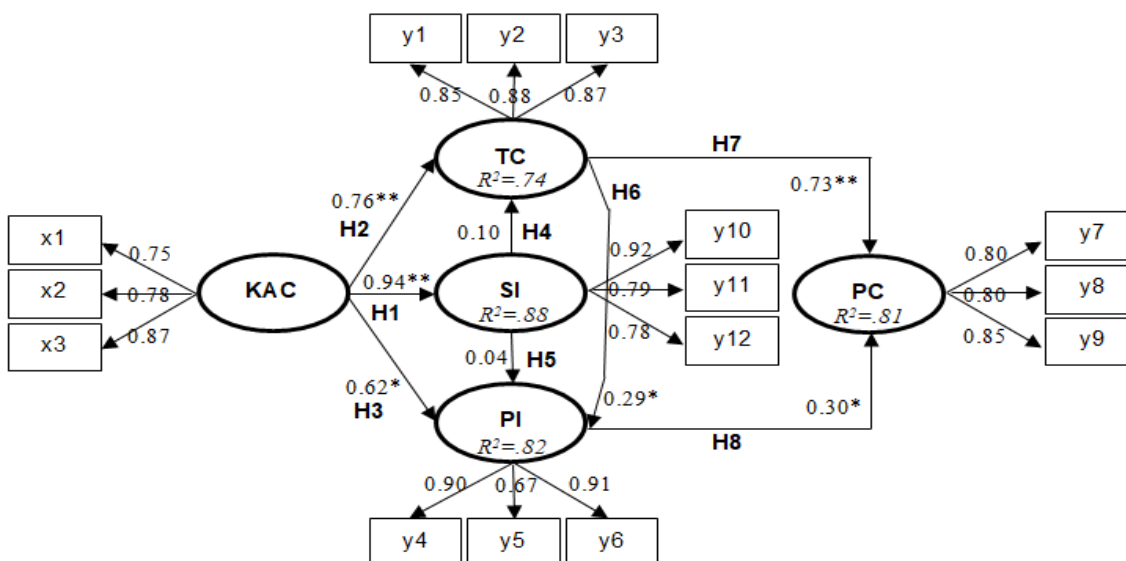 y1 y2 y3
0.85 0.88 0.87
TC
R²=.74
H7
H6
0.76**
0.73**
H2
x1
0.75
x2
0.78
x3
0.87
KAC
0.94**
H1
0.10 H4
SI
R²=.88
0.92 y10
0.79 y11
0.78 y12
PC
R²=.81
0.80 y7
0.80 y8
0.85 y9
0.04 H5
0.62*
H3
PI
R²=.82
0.29*
0.30*
H8
0.90 0.67 0.91
y4 y5 y6